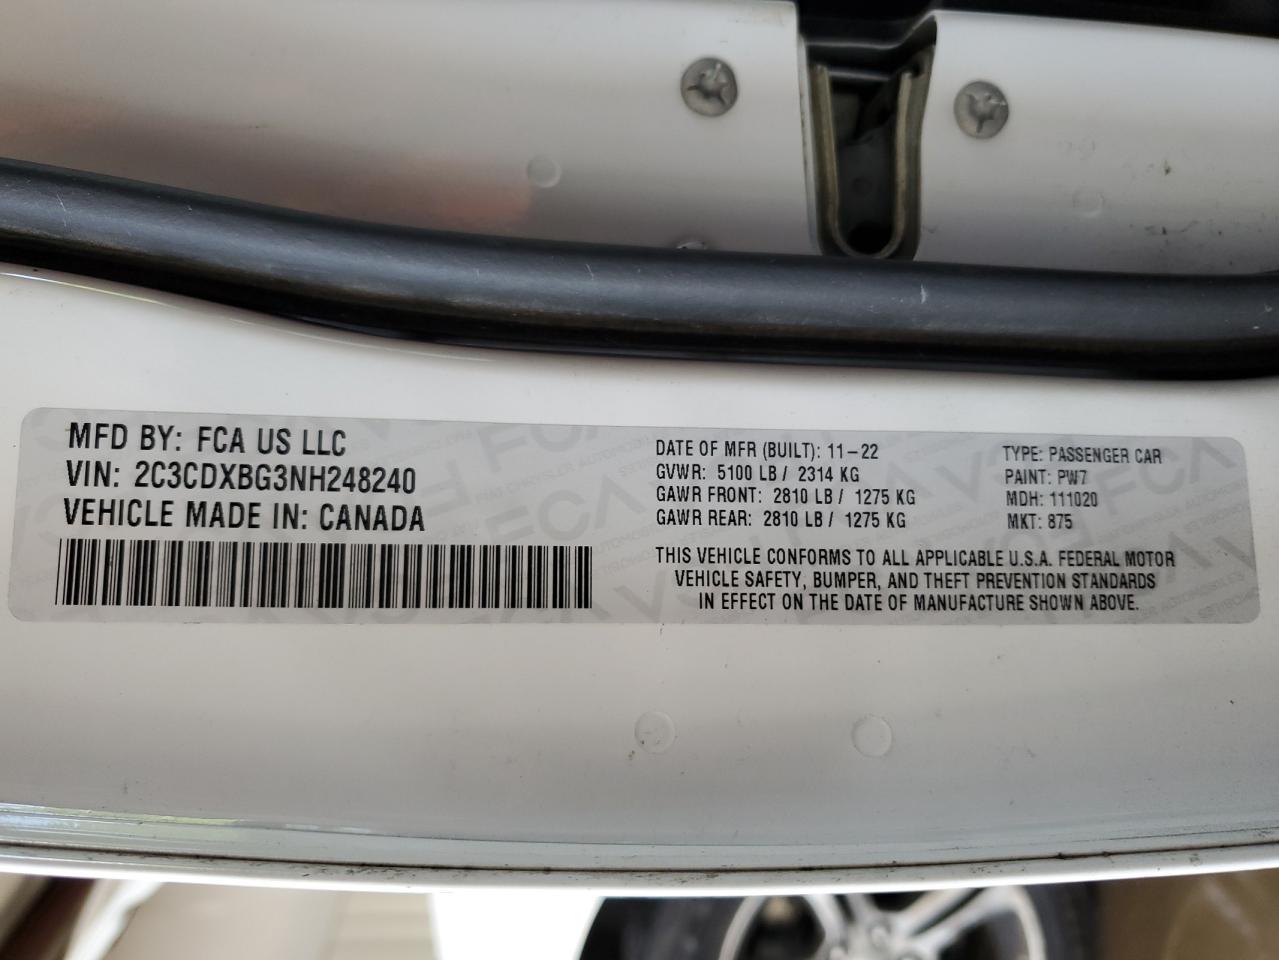 MFD BY: FCA US LLC
VIN: 2C3CDXBG3NH248240
VEHICLE MADE IN: CANADA
DATE OF MFR (BUILT): 11-22
GVWR: 5100 LB / 2314 KG
GAWR FRONT: 2810 LB / 1275 KG
GAWR REAR: 2810 LB / 1275 KG
TYPE: PASSENGER CAR
PAINT: PW7
MDH: 111020
MKT: 875
THIS VEHICLE CONFORMS TO ALL APPLICABLE U.S.A. FEDERAL MOTOR
VEHICLE SAFETY, BUMPER, AND THEFT PREVENTION STANDARDS
IN EFFECT ON THE DATE OF MANUFACTURE SHOWN ABOVE.